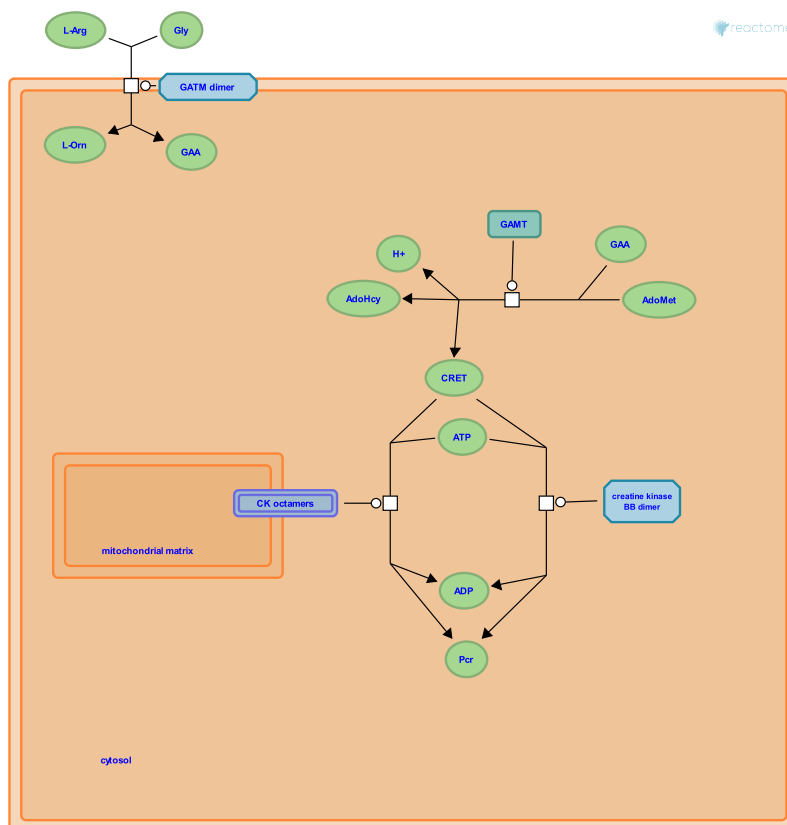 L-Arg
Gly
reactome
GATM dimer
L-Orn
GAA
GAMT
GAA
H+
AdoHcy
AdoMet
CRET
ATP
CK octamers
creatine kinase
BB dimer
mitochondrial matrix
ADP
Pcr
cytosol